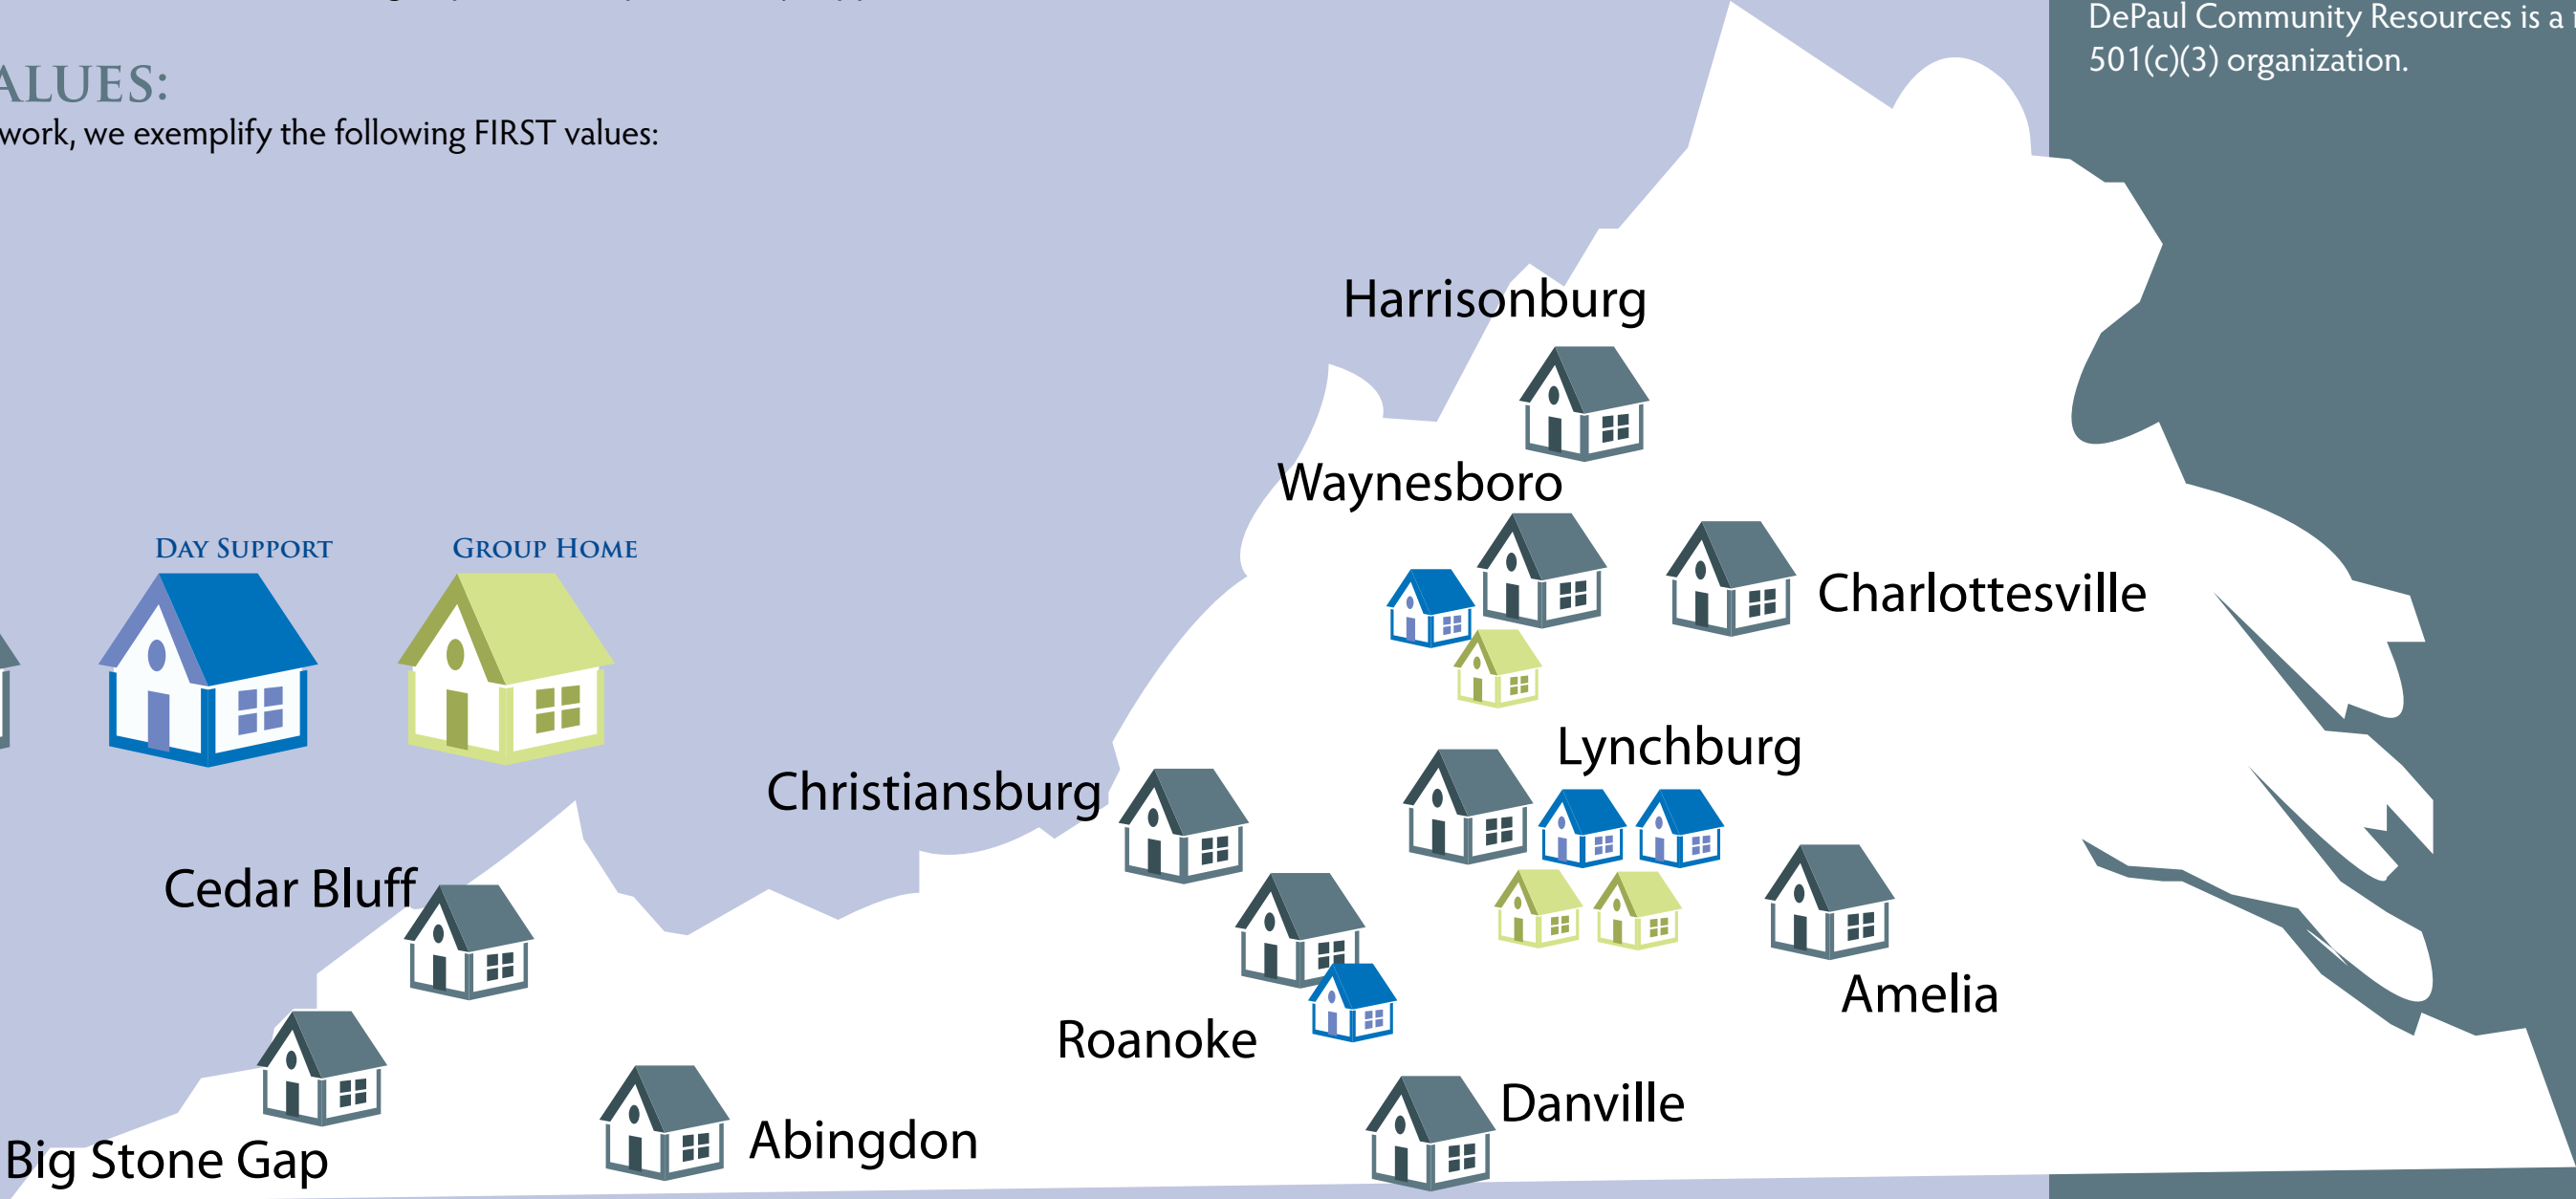 DePaul Community Resources is a
501(c)(3) organization.
ALUES:
work, we exemplify the following FIRST values:
Harrisonburg
Waynesboro
DAY SUPPORT
GROUP HOME
Charlottesville
Lynchburg
Christiansburg
Cedar Bluff
Amelia
Roanoke
Danville
Abingdon
Big Stone Gap